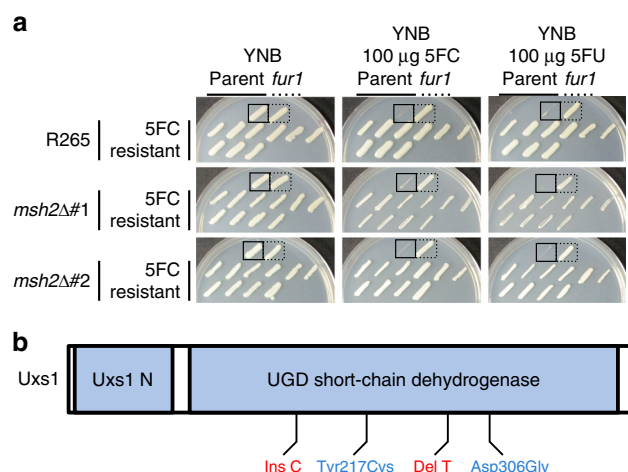 a
YNB
Parent fur1
YNB
100 µg 5FC
Parent fur1
YNB
100 µg 5FU
Parent fur1
R265
5FC
resistant
msh2Δ#1
5FC
resistant
msh2Δ#2
5FC
resistant
b
Uxs1
Uxs1 N
UGD short-chain dehydrogenase
Ins C
Tyr217Cys
Del T
Asp306Gly